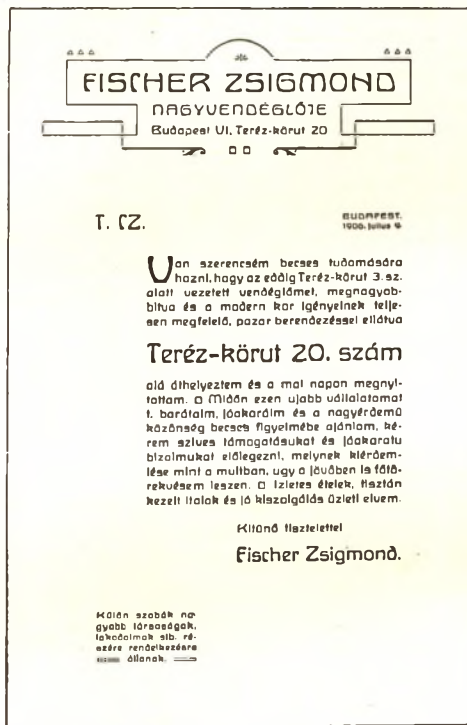 FISCHER ZSIGMOND
NAGYVENDÉGLŐJE
Budapest VI, Teréz-körut 20
T. CZ.
BUDAPEST,
1906. julius 9.
Van szerencsém becses tudomására
hozni, hogy az eddig Teréz-körut 3. sz.
alatt vezetett vendéglőmet, megnagyob-
bitva és a modern kor igényeinek telje-
sen megfelelő, pazar berendezéssel ellátva
Teréz-körut 20. szám
alá áthelyeztem és a mai napon megnyi-
tottam. □ Midőn ezen ujabb vállalatomat
t. barátaim, jóakaróim és a nagyérdemű
közönség becses figyelmébe ajánlom, ké-
rem szives támogatásukat és jóakaratu
bizalmukat előlegezni, melynek kiérdem-
lése mint a multban, ugy a jövőben is főtö-
rekvésem leszen. □ Izletes ételek, tisztán
kezelt italok és jó kiszolgálás üzleti elvem.
Kitünő tisztelettel
Fischer Zsigmond.
Külön szobák na-
gyobb társaságok,
lakodalmak stb. ré-
szére rendelkezésre
állanak.